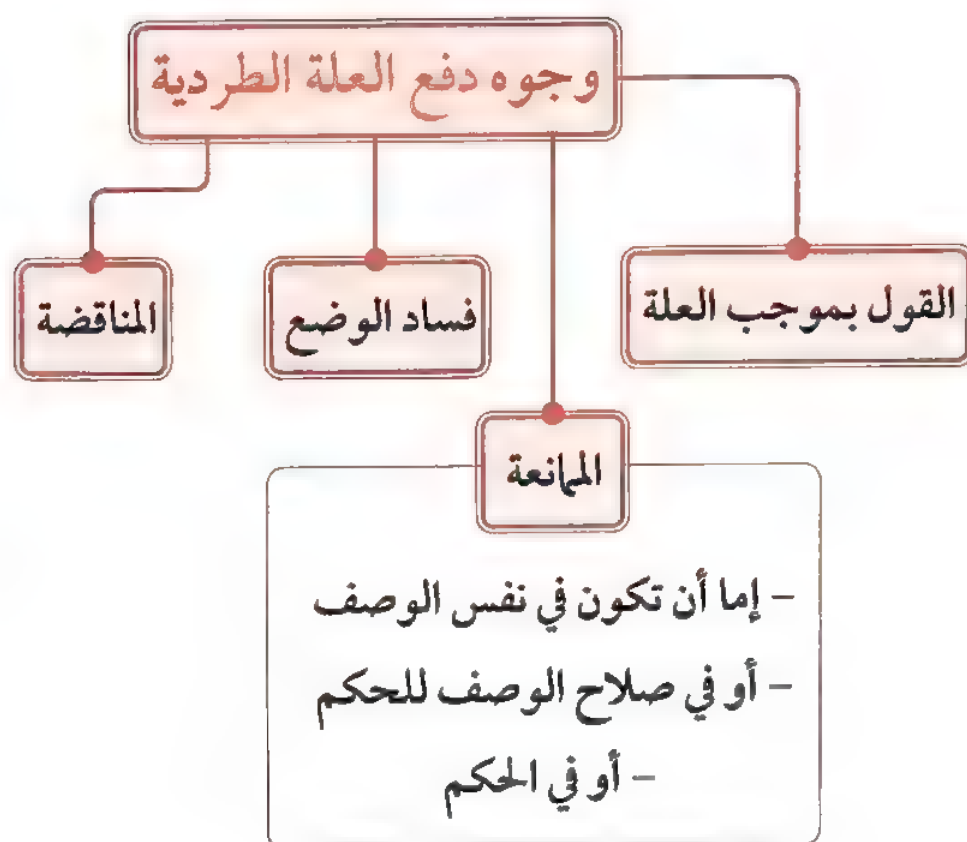 وجوه دفع العلة الطردية
القول بموجب العلة
فساد الوضع
المناقضة
الممانعة
- إما أن تكون في نفس الوصف
- أو في صلاح الوصف للحكم
- أو في الحكم